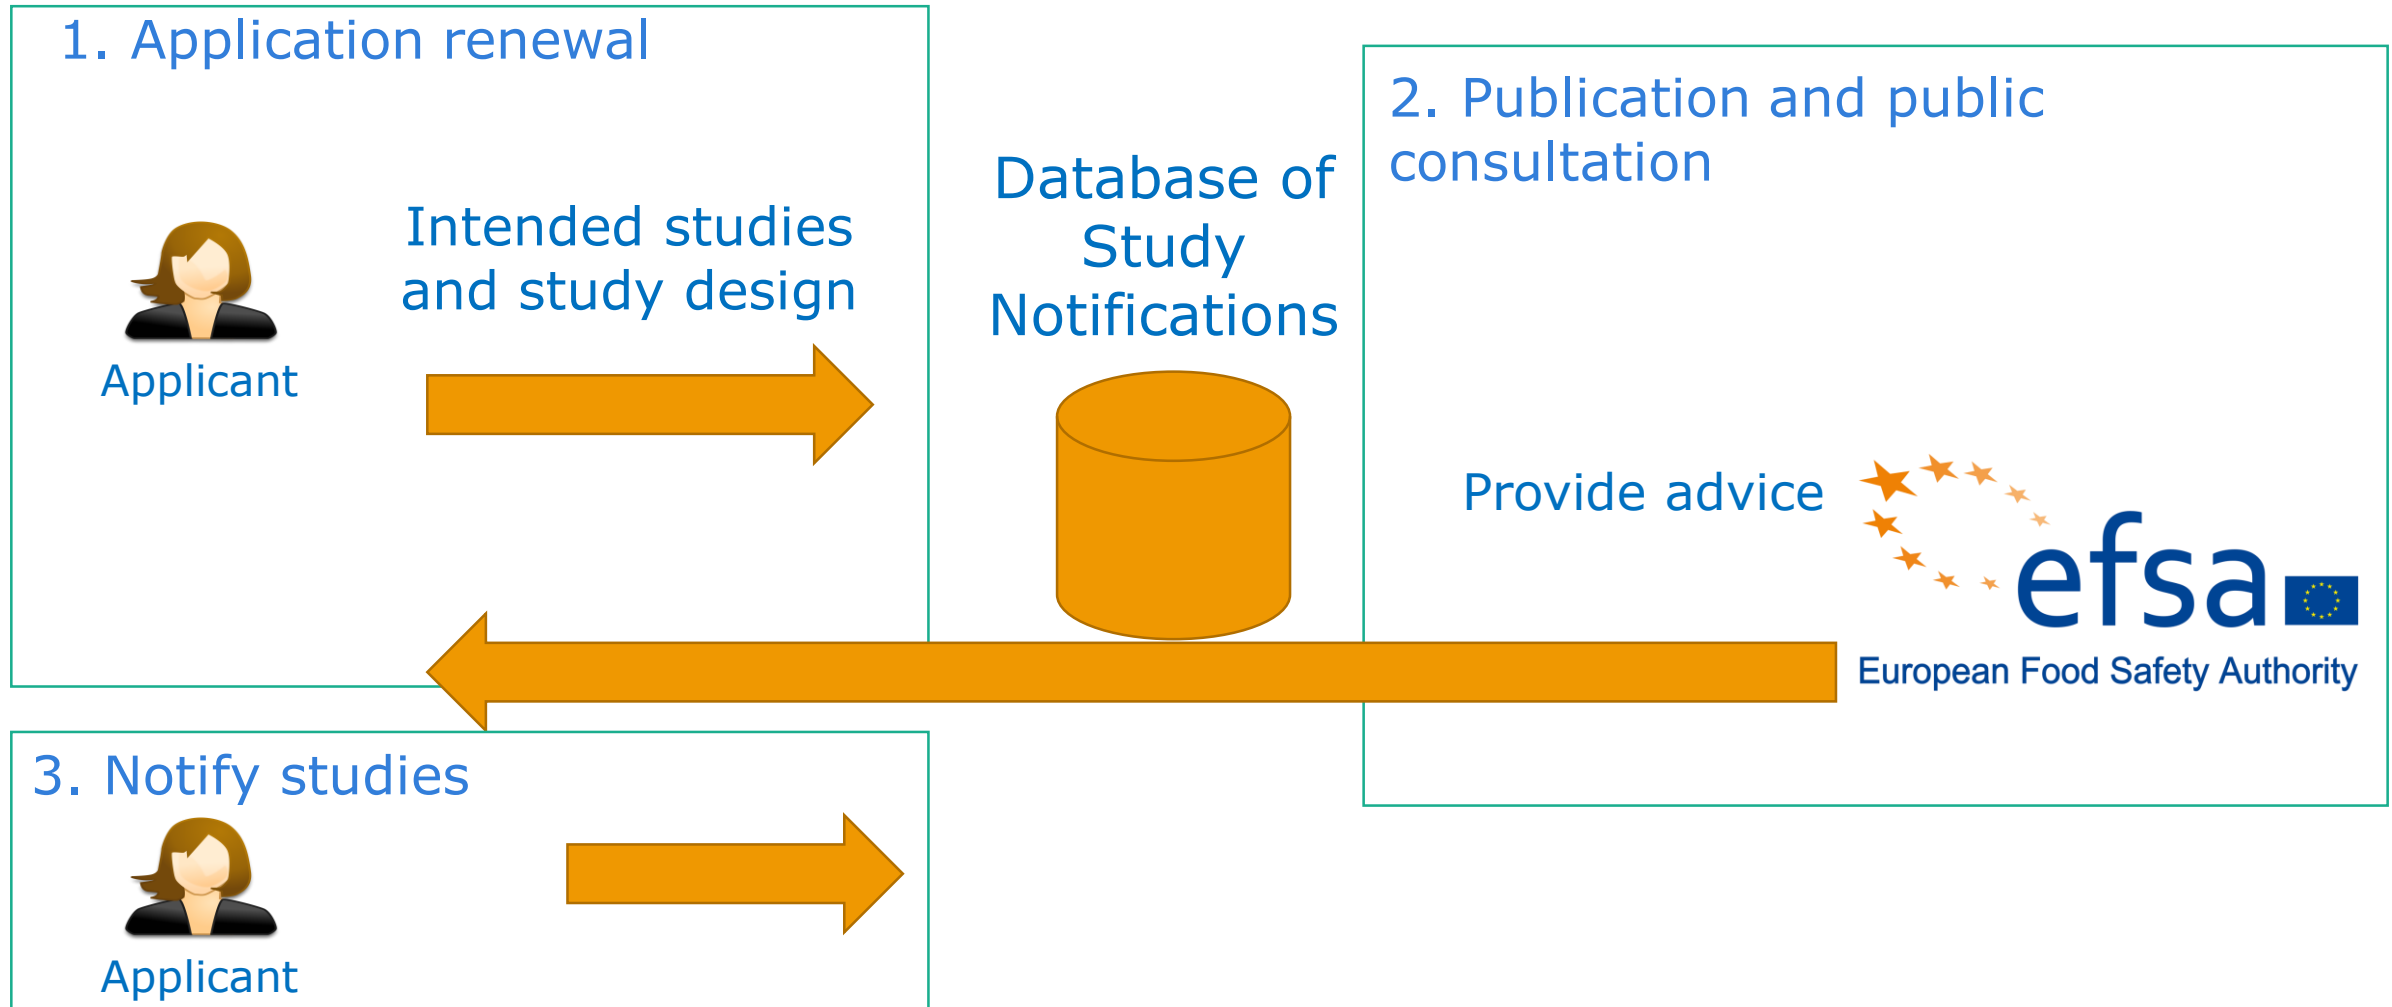 1. Application renewal
Intended studies
and study design
Applicant
Database of
Study
Notifications
2. Publication and public
consultation
Provide advice
efsa
European Food Safety Authority
3. Notify studies
Applicant